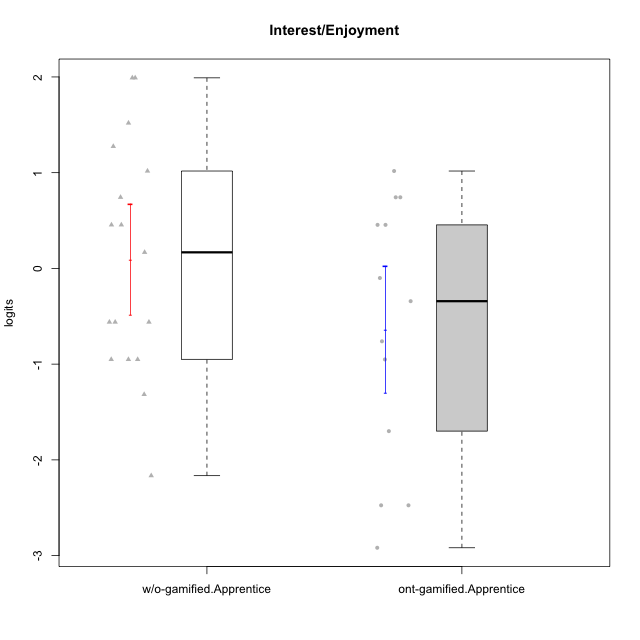 Interest/Enjoyment
logits
2
1
0
-1
-2
-3
w/o-gamified.Apprentice
ont-gamified.Apprentice